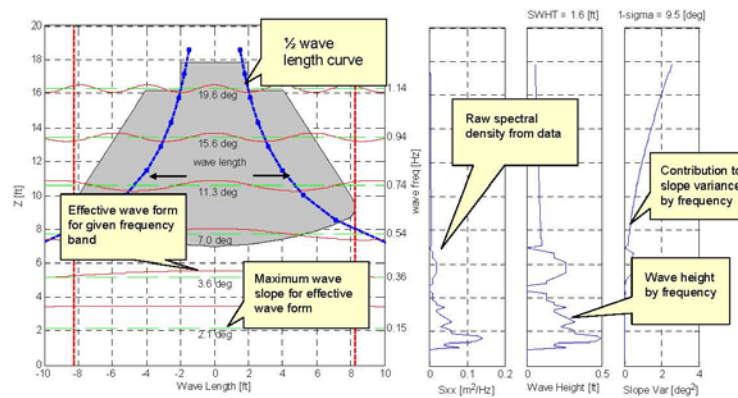 SWHT = 1.6 [ft]
1-sigma = 9.5 [deg]
20
18
16
14
12
10
8
6
4
2
0
Z [ft]
½ wave
length curve
19.6 deg
15.6 deg
wave length
11.3 deg
7.0 deg
3.6 deg
2.1 deg
Effective wave form
for given frequency
band
Maximum wave
slope for effective
wave form
1.14
0.94
0.74
0.54
0.36
0.15
wave freq [Hz]
-10
-8
-6
-4
-2
0
2
4
6
8
10
Wave Length [ft]
Raw spectral
density from data
Contribution to
slope variance
by frequency
Wave height
by frequency
0
0.1
0.2
Sxx [m²/Hz]
0
0.5
Wave Height [ft]
0
2
4
Slope Var [deg²]